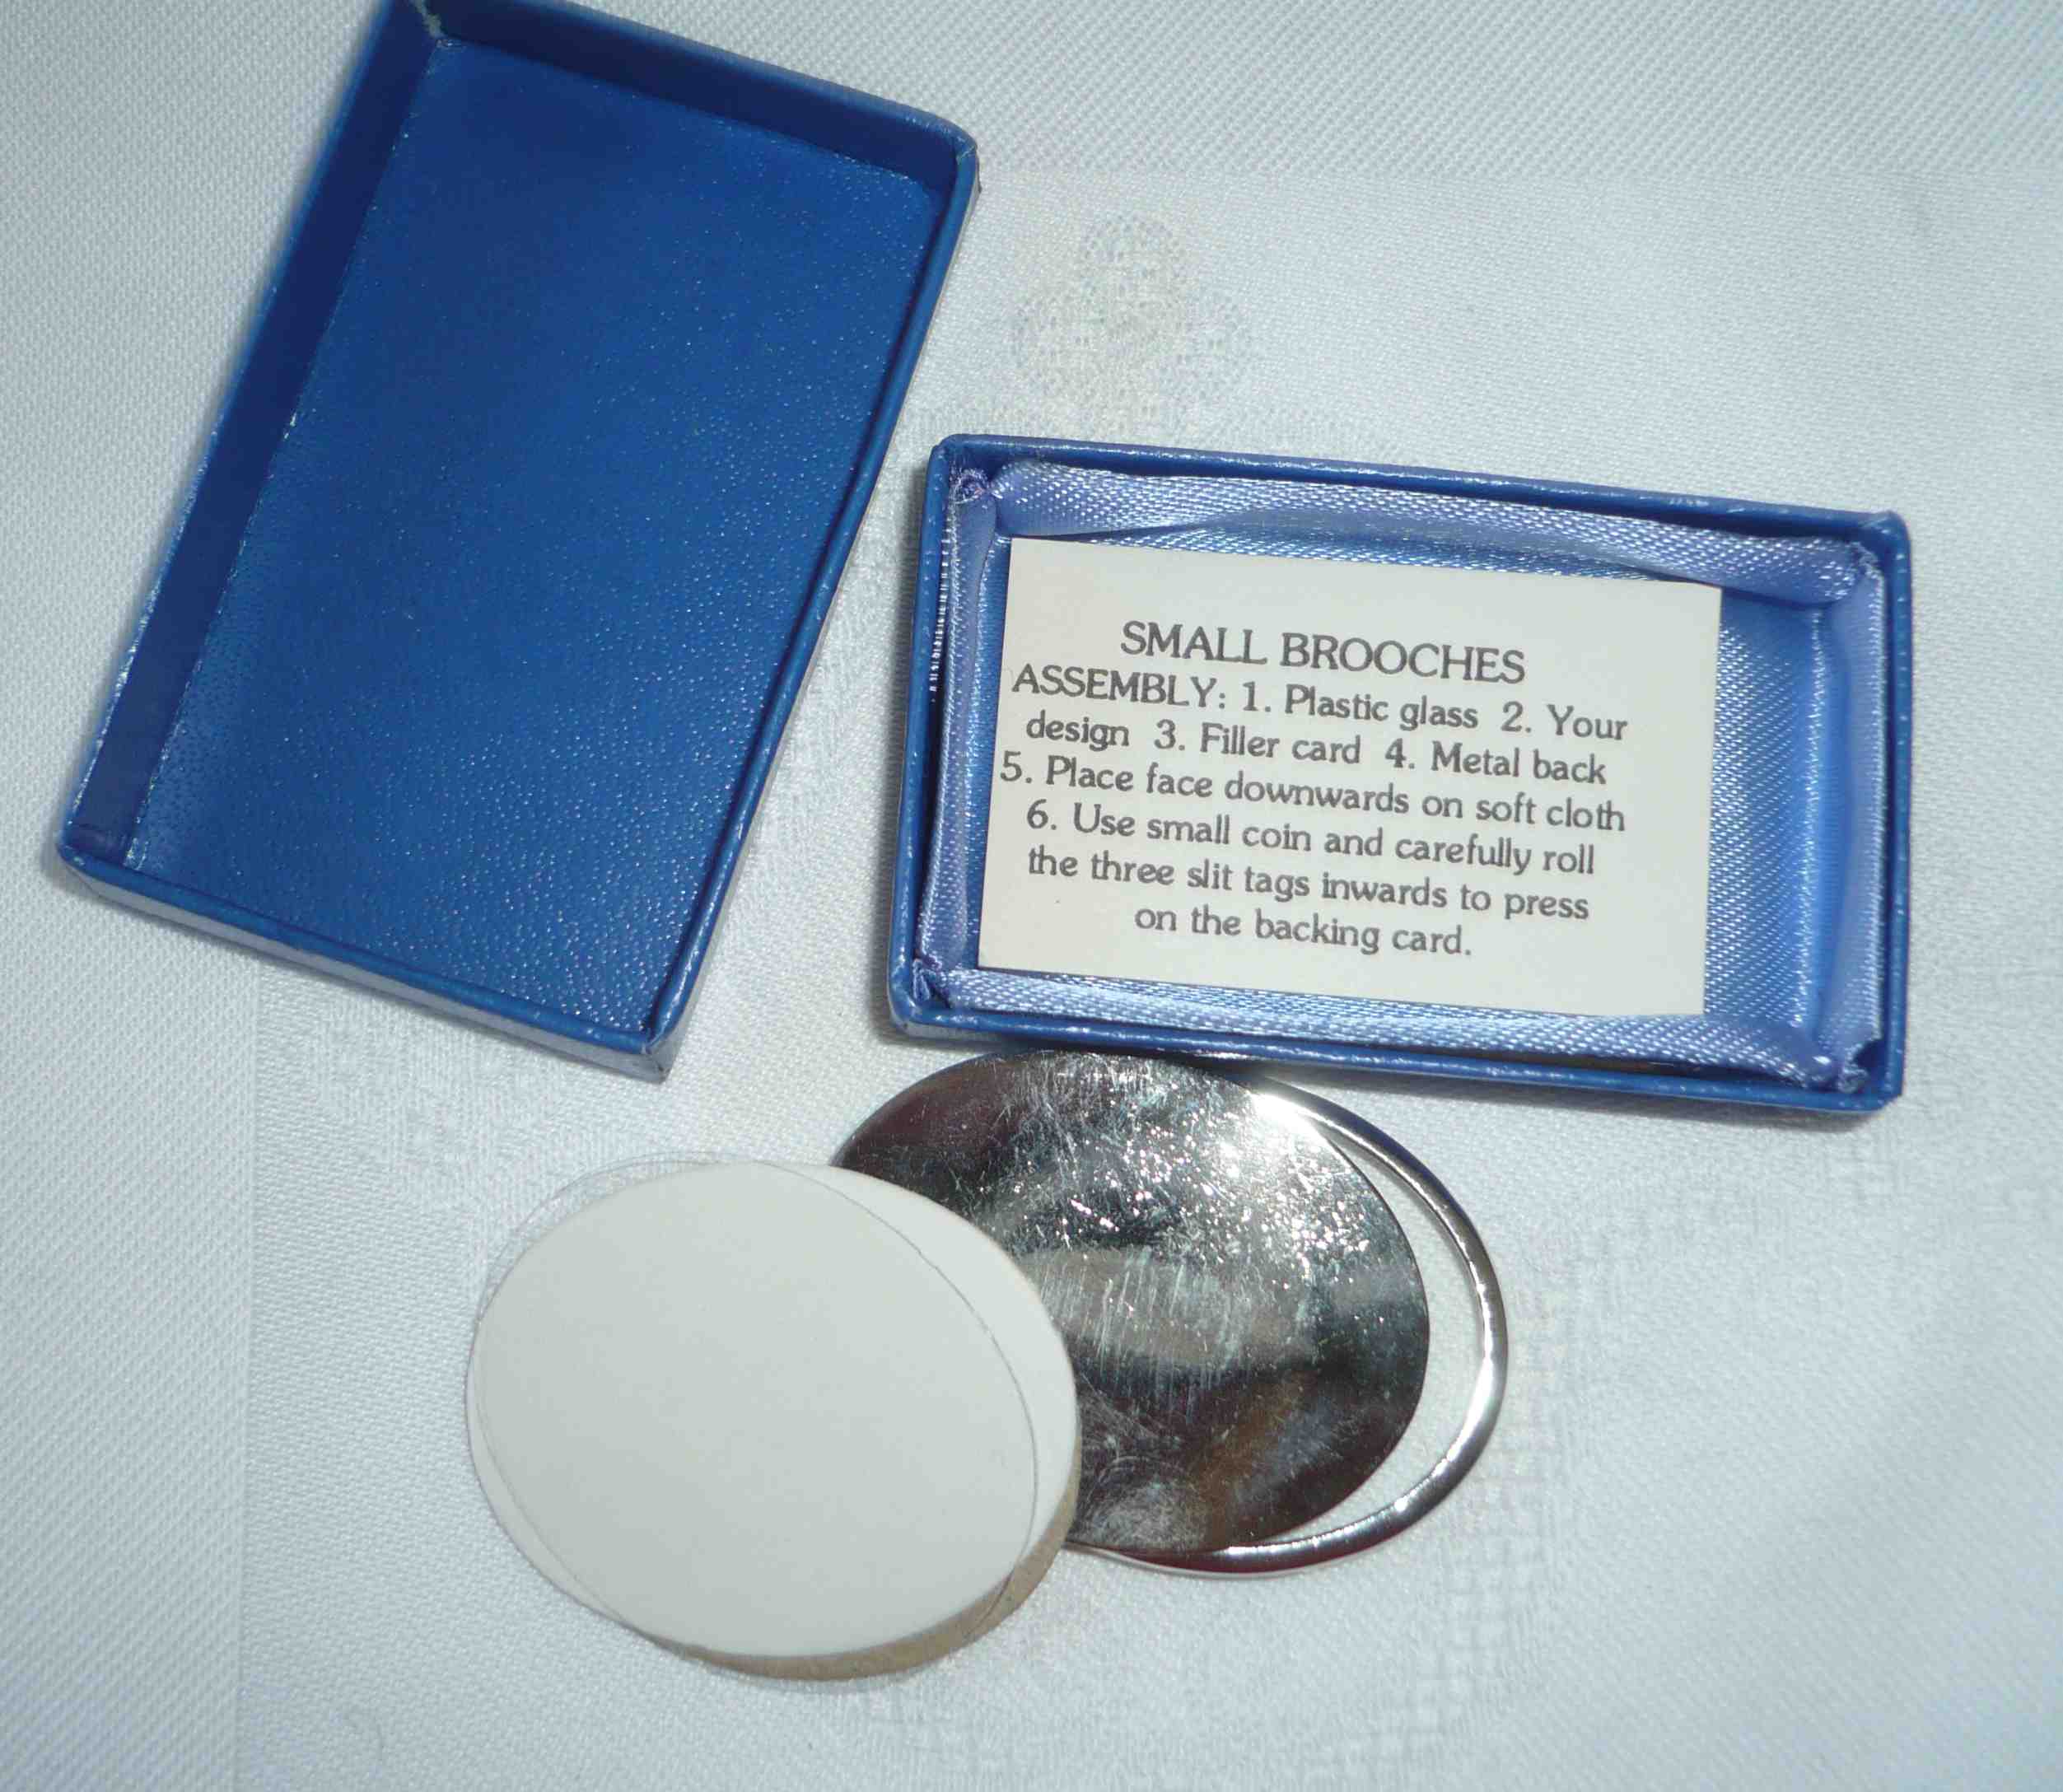 SMALL BROOCHES
ASSEMBLY: 1. Plastic glass 2. Your
design 3. Filler card 4. Metal back
5. Place face downwards on soft cloth
6. Use small coin and carefully roll
the three slit tags inwards to press
on the backing card.